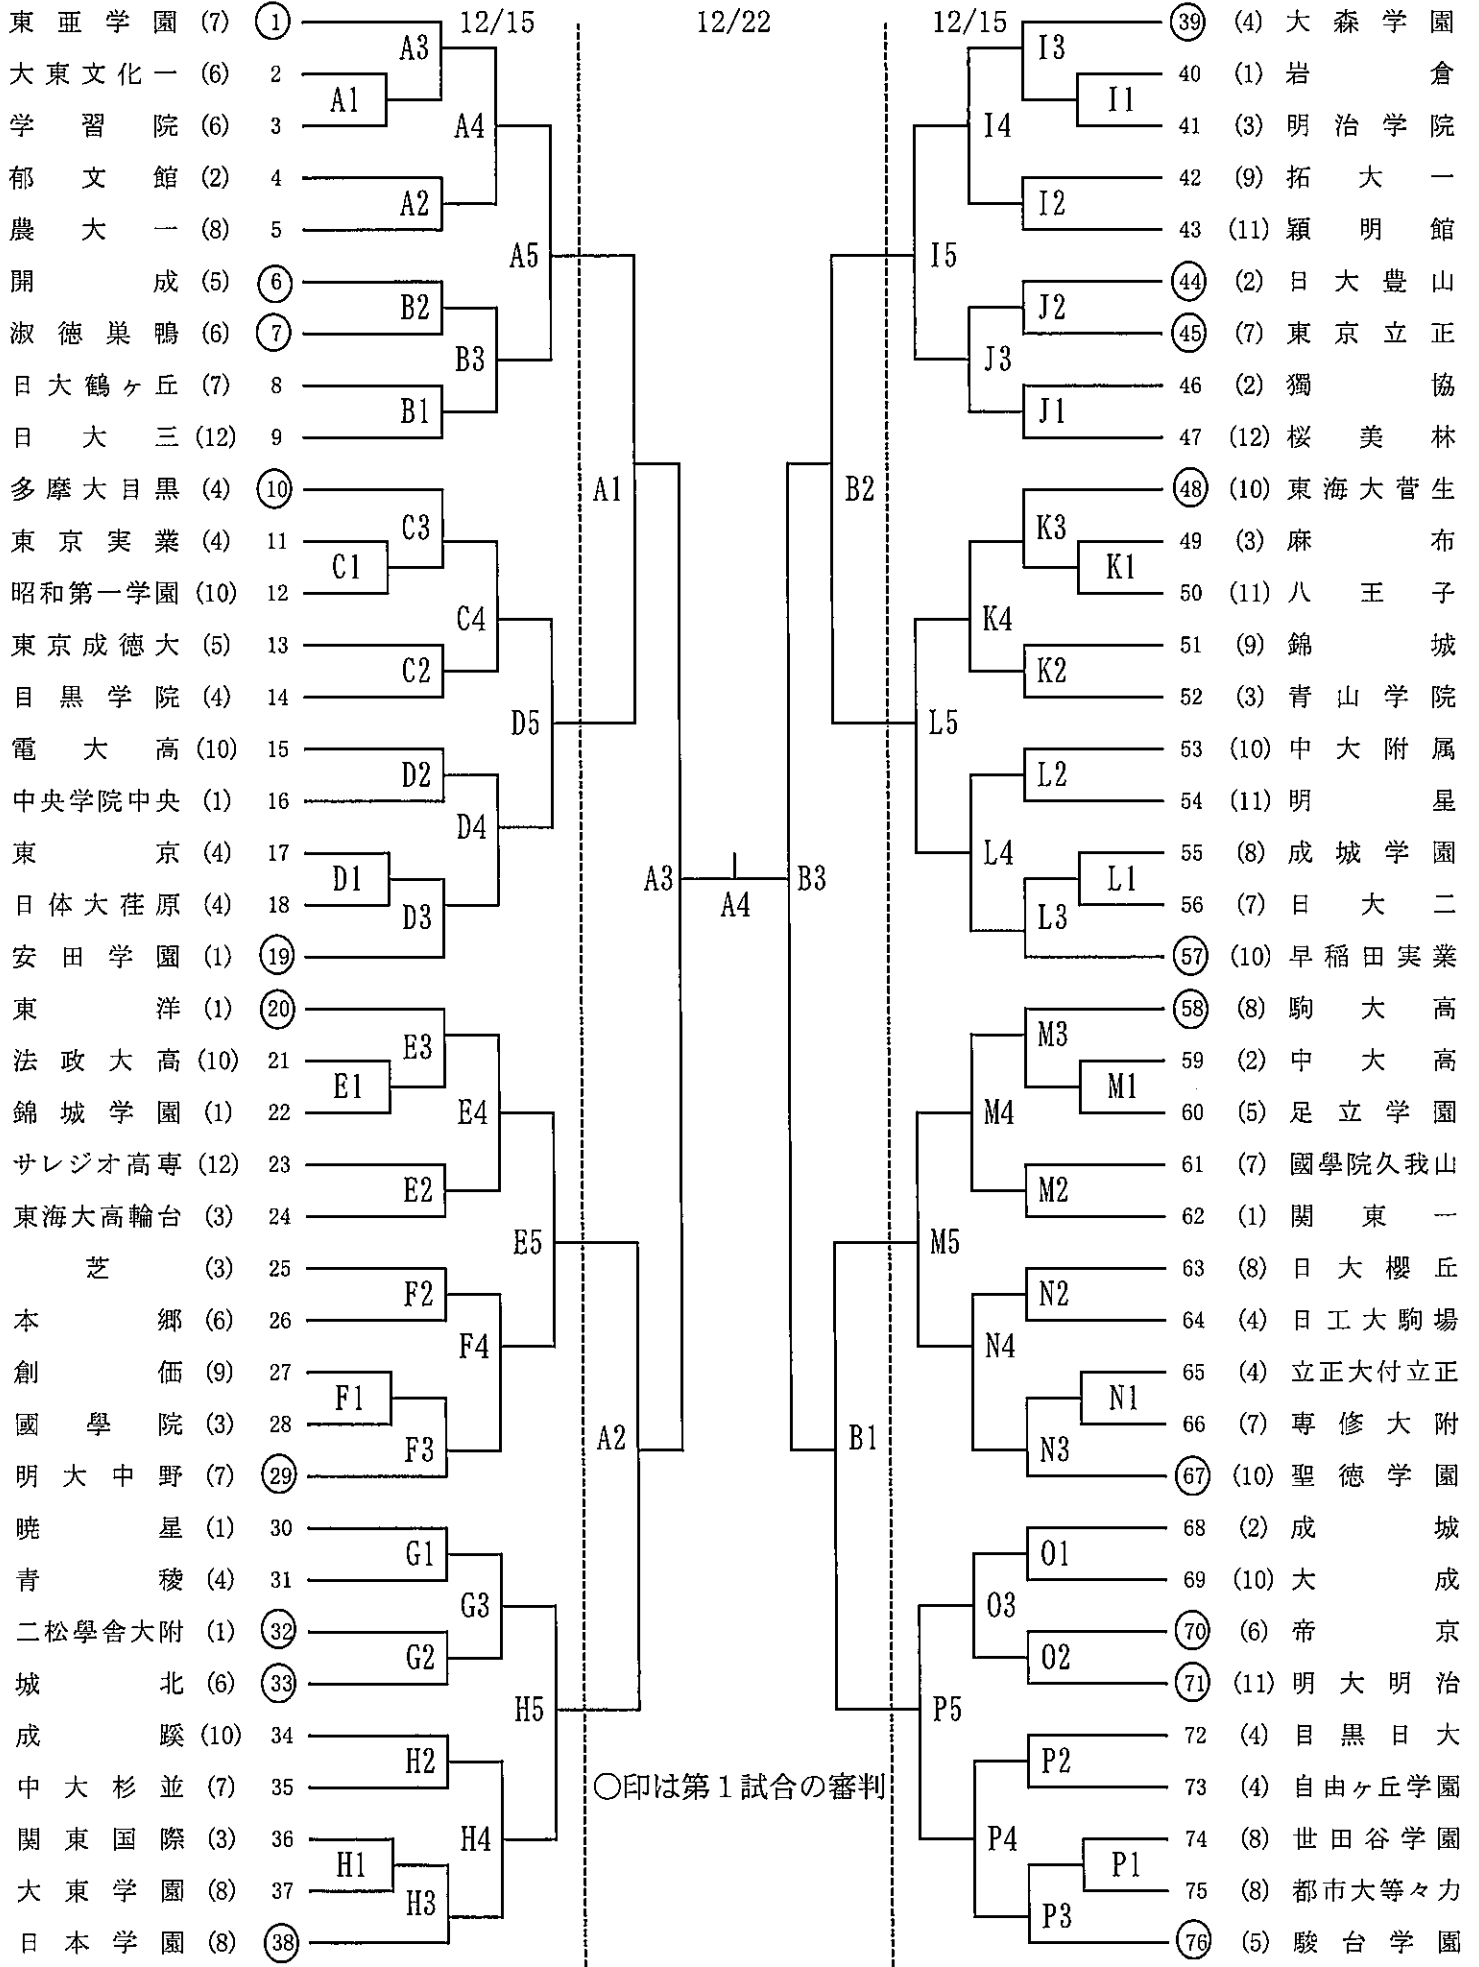 12/15 12/22 12/15
東亜学園 (7) ①
大東文化一 (6) 2
学習院 (6) 3
郁文館 (2) 4
農大一 (8) 5
開成 (5) ⑥
淑徳巣鴨 (6) ⑦
日大鶴ヶ丘 (7) 8
日大三 (12) 9
多摩大目黒 (4) ⑩
東京実業 (4) 11
昭和第一学園 (10) 12
東京成徳大 (5) 13
目黒学院 (4) 14
電大高 (10) 15
中央学院中央 (1) 16
東京 (4) 17
日体大荏原 (4) 18
安田学園 (1) ⑲
東洋 (1) ⑳
法政大高 (10) 21
錦城学園 (1) 22
サレジオ高専 (12) 23
東海大高輪台 (3) 24
芝 (3) 25
本郷 (6) 26
創価 (9) 27
國學院 (3) 28
明大中野 (7) ㉙
暁星 (1) 30
青稜 (4) 31
二松學舎大附 (1) ㉜
城北 (6) ㉝
成蹊 (10) 34
中大杉並 (7) 35
関東国際 (3) 36
大東学園 (8) 37
日本学園 (8) ㊳
A3
A1
A4
A2
A5
B2
B3
B1
C3
C1
C4
C2
D5
D2
D4
D1
D3
E3
E1
E4
E2
E5
F2
F4
F1
F3
G1
G3
G2
H5
H2
H4
H1
H3
A1
A2
A3
A4
B3
B2
B1
○印は第1試合の審判
I3
I1
I4
I2
I5
J2
J3
J1
K3
K1
K4
K2
L5
L2
L4
L1
L3
M3
M1
M4
M2
M5
N2
N4
N1
N3
O1
O3
O2
P5
P2
P4
P1
P3
㊴ (4) 大森学園
40 (1) 岩倉
41 (3) 明治学院
42 (9) 拓大一
43 (11) 穎明館
㊹ (2) 日大豊山
㊺ (7) 東京立正
46 (2) 獨協
47 (12) 桜美林
㊽ (10) 東海大菅生
49 (3) 麻布
50 (11) 八王子
51 (9) 錦城
52 (3) 青山学院
53 (10) 中大附属
54 (11) 明星
55 (8) 成城学園
56 (7) 日大二
(57) (10) 早稲田実業
(58) (8) 駒大高
59 (2) 中大高
60 (5) 足立学園
61 (7) 國學院久我山
62 (1) 関東一
63 (8) 日大櫻丘
64 (4) 日工大駒場
65 (4) 立正大付立正
66 (7) 専修大附
(67) (10) 聖徳学園
68 (2) 成城
69 (10) 大成
(70) (6) 帝京
(71) (11) 明大明治
72 (4) 目黒日大
73 (4) 自由ヶ丘学園
74 (8) 世田谷学園
75 (8) 都市大等々力
(76) (5) 駿台学園